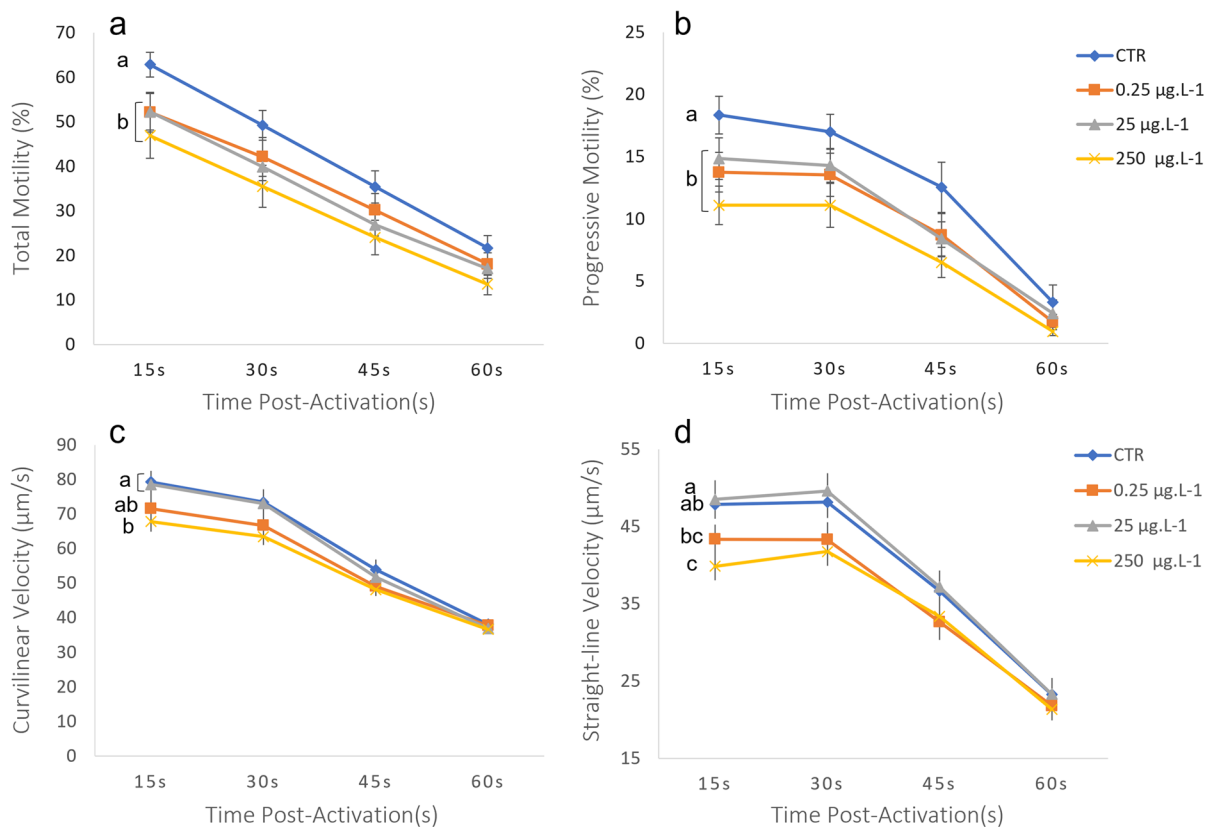 a
70
60
50
40
30
20
10
0
Total Motility (%)
a
b
15s 30s 45s 60s
Time Post-Activation(s)
b
25
20
15
10
5
0
Progressive Motility (%)
a
b
15s 30s 45s 60s
Time Post-Activation(s)
CTR
0.25 µg.L-1
25 µg.L-1
250 µg.L-1
c
90
80
70
60
50
40
30
20
10
0
Curvilinear Velocity (µm/s)
a
ab
b
15s 30s 45s 60s
Time Post-Activation(s)
d
55
45
35
25
15
Straight-line Velocity (µm/s)
a
ab
bc
c
15s 30s 45s 60s
Time Post-Activation(s)
CTR
0.25 µg.L-1
25 µg.L-1
250 µg.L-1